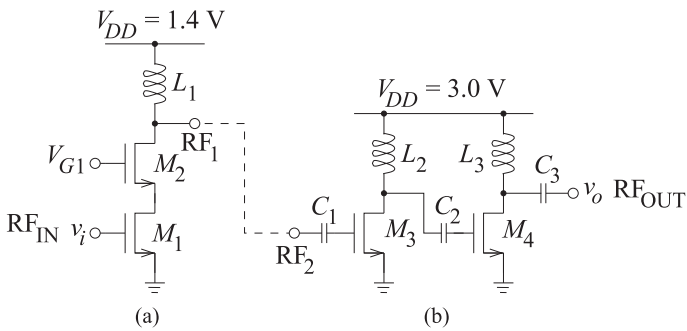 V_DD = 1.4 V
L_1
RF_1
V_G1
M_2
RF_IN v_i
M_1
(a)
V_DD = 3.0 V
L_2
L_3
C_3
v_o RF_OUT
C_1
RF_2
M_3
C_2
M_4
(b)